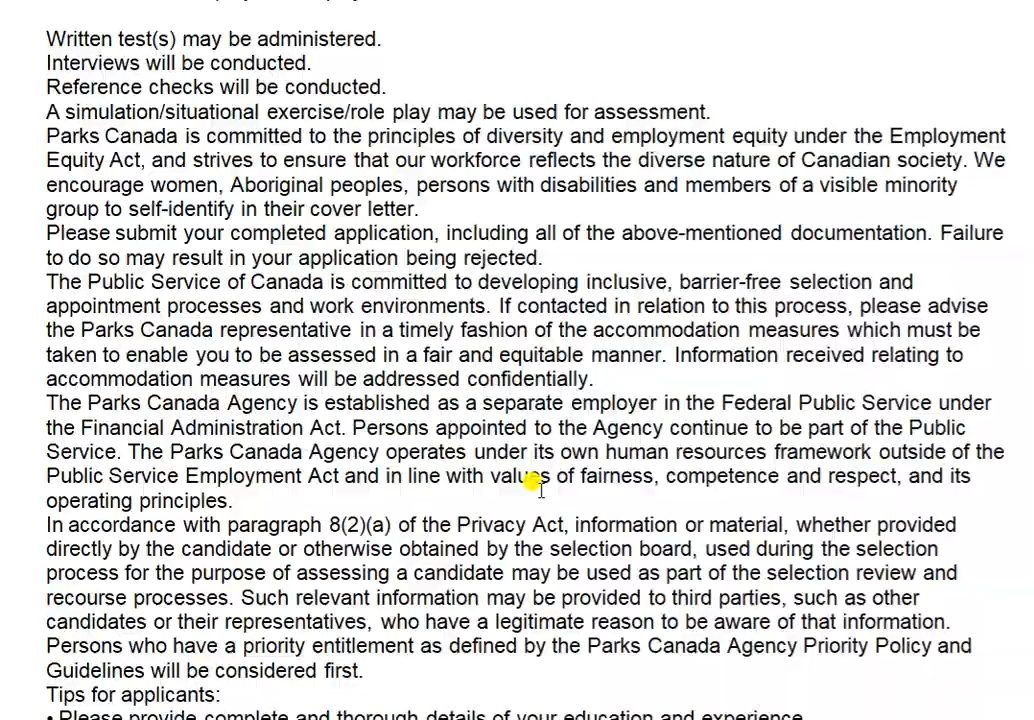 Written test(s) may be administered.
Interviews will be conducted.
Reference checks will be conducted.
A simulation/situational exercise/role play may be used for assessment.
Parks Canada is committed to the principles of diversity and employment equity under the Employment
Equity Act, and strives to ensure that our workforce reflects the diverse nature of Canadian society. We
encourage women, Aboriginal peoples, persons with disabilities and members of a visible minority
group to self-identify in their cover letter.
Please submit your completed application, including all of the above-mentioned documentation. Failure
to do so may result in your application being rejected.
The Public Service of Canada is committed to developing inclusive, barrier-free selection and
appointment processes and work environments. If contacted in relation to this process, please advise
the Parks Canada representative in a timely fashion of the accommodation measures which must be
taken to enable you to be assessed in a fair and equitable manner. Information received relating to
accommodation measures will be addressed confidentially.
The Parks Canada Agency is established as a separate employer in the Federal Public Service under
the Financial Administration Act. Persons appointed to the Agency continue to be part of the Public
Service. The Parks Canada Agency operates under its own human resources framework outside of the
Public Service Employment Act and in line with values of fairness, competence and respect, and its
operating principles.
In accordance with paragraph 8(2)(a) of the Privacy Act, information or material, whether provided
directly by the candidate or otherwise obtained by the selection board, used during the selection
process for the purpose of assessing a candidate may be used as part of the selection review and
recourse processes. Such relevant information may be provided to third parties, such as other
candidates or their representatives, who have a legitimate reason to be aware of that information.
Persons who have a priority entitlement as defined by the Parks Canada Agency Priority Policy and
Guidelines will be considered first.
Tips for applicants:
• Please provide complete and thorough details of your education and experience